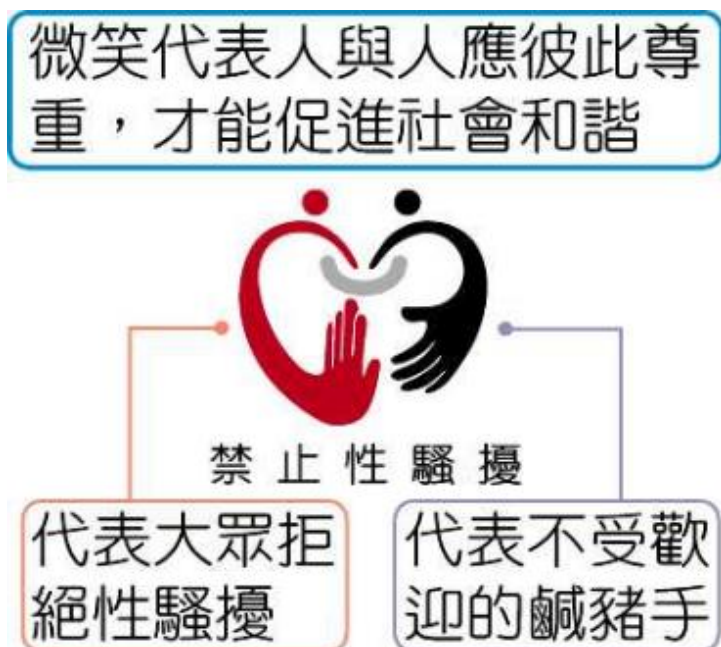 微笑代表人與人應彼此尊
重，才能促進社會和諧
禁止性騷擾
代表大眾拒
絕性騷擾
代表不受歡
迎的鹹豬手